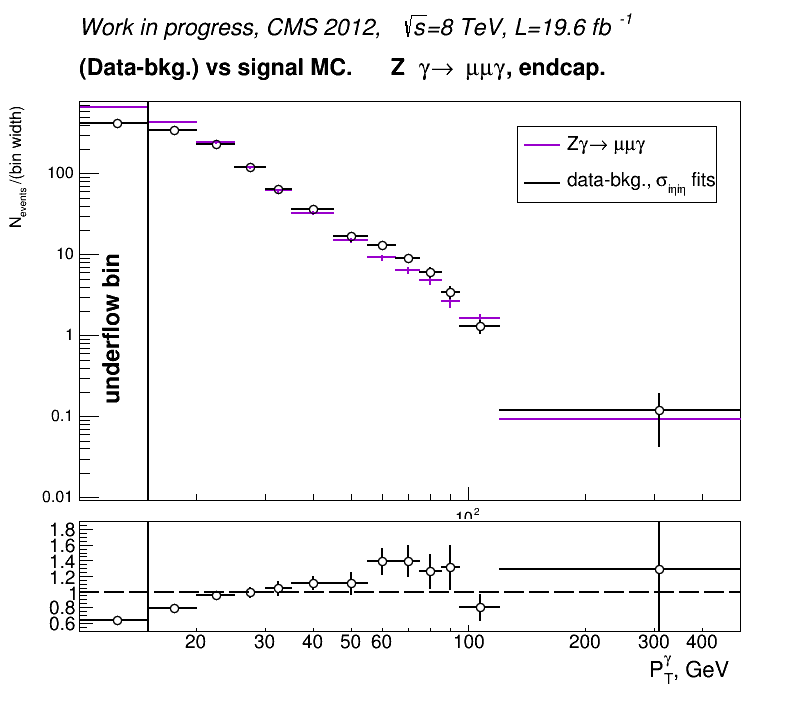 Work in progress, CMS 2012, √s=8 TeV, L=19.6 fb⁻¹
(Data-bkg.) vs signal MC. Z γ→ μμγ, endcap.
N_events /(bin width)
100
10
1
0.1
0.01
underflow bin
Zγ→ μμγ
data-bkg., σ_iηiη fits
10²
1.8
1.6
1.4
1.2
1
0.8
0.6
20 30 40 50 60 100 200 300 400
P_T^γ, GeV